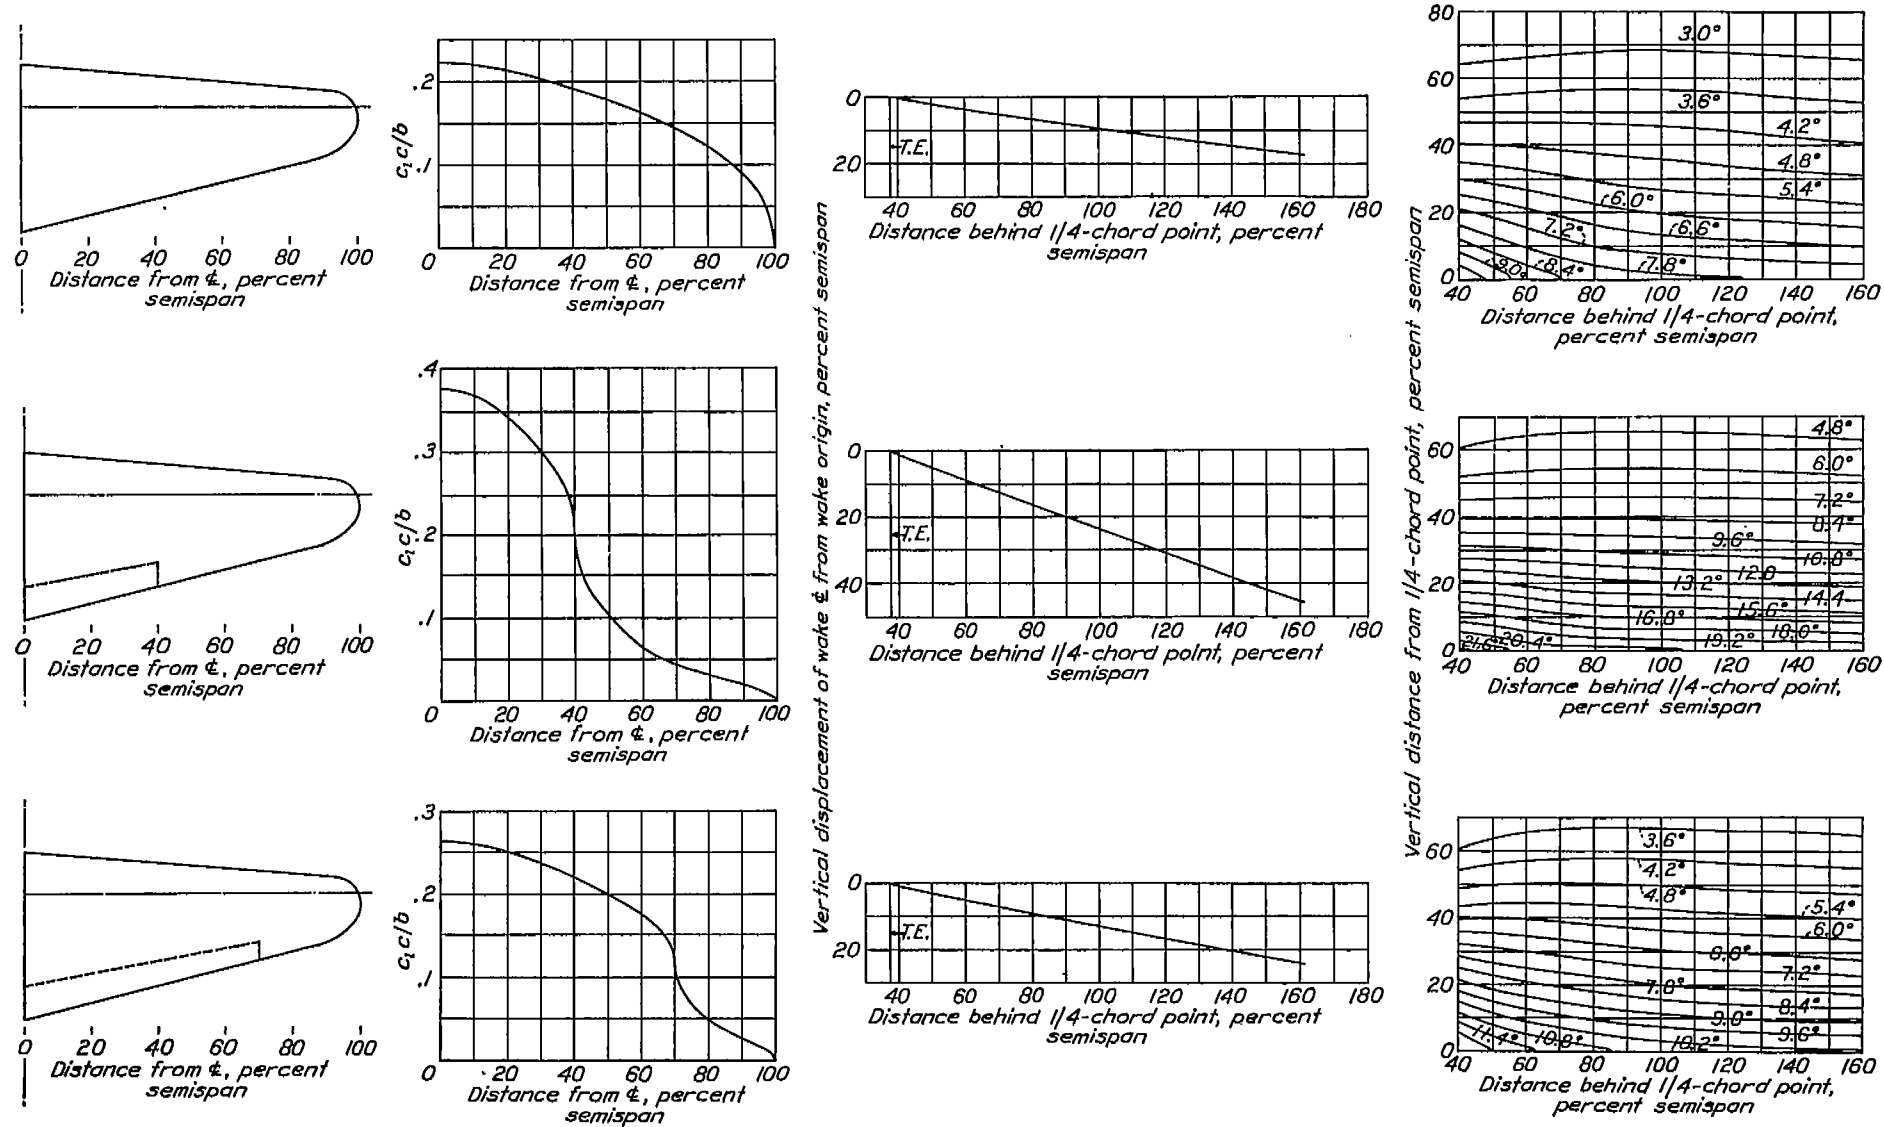 20 40 60 80 100
Distance from ℄, percent
semispan
.2
.1
0
c_l c/b
0 20 40 60 80 100
Distance from ℄, percent
semispan
0
20
T.E.
40 60 80 100 120 140 160 180
Distance behind 1/4-chord point, percent
semispan
80
60
40
20
0
3.0°
3.6°
4.2°
4.8°
5.4°
6.0°
6.6°
7.2°
7.8°
8.4°
9.0°
40 60 80 100 120 140 160
Distance behind 1/4-chord point,
percent semispan
0 20 40 60 80 100
Distance from ℄, percent
semispan
.4
.3
.2
.1
c_l c/b
0 20 40 60 80 100
Distance from ℄, percent
semispan
Vertical displacement of wake ℄ from wake origin, percent semispan
0
20
40
T.E.
40 60 80 100 120 140 160 180
Distance behind 1/4-chord point, percent
semispan
Vertical distance from 1/4-chord point, percent semispan
60
40
20
0
4.8°
6.0°
7.2°
8.4°
9.6°
10.8°
12.0
13.2°
14.4
15.6°
16.8°
18.0°
19.2°
20.4°
21.6°
40 60 80 100 120 140 160
Distance behind 1/4-chord point,
percent semispan
0 20 40 60 80 100
Distance from ℄, percent
semispan
.3
.2
.1
c_l c/b
0 20 40 60 80 100
Distance from ℄, percent
semispan
0
20
T.E.
40 60 80 100 120 140 160 180
Distance behind 1/4-chord point, percent
semispan
60
40
20
0
3.6°
4.2°
4.8°
5.4°
6.0°
6.6°
7.2°
7.8°
8.4°
9.0°
9.6°
10.2°
10.8°
11.4°
40 60 80 100 120 140 160
Distance behind 1/4-chord point,
percent semispan